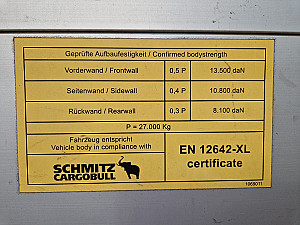 Geprüfte Aufbaufestigkeit / Confirmed bodystrength
Vorderwand / Frontwall 0,5 P 13.500 daN
Seitenwand / Sidewall 0,4 P 10.800 daN
Rückwand / Rearwall 0,3 P 8.100 daN
P = 27.000 Kg
Fahrzeug entspricht
Vehicle body in compliance with
SCHMITZ
CARGOBULL
EN 12642-XL
certificate
1069011